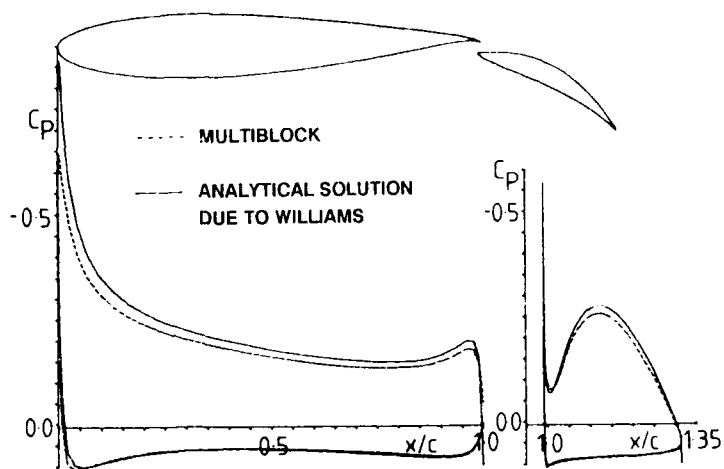 Cp
-0.5
0.0
0.5
x/c
1.0
MULTIBLOCK
ANALYTICAL SOLUTION
DUE TO WILLIAMS
Cp
-0.5
0.0
1.0
x/c
1.35